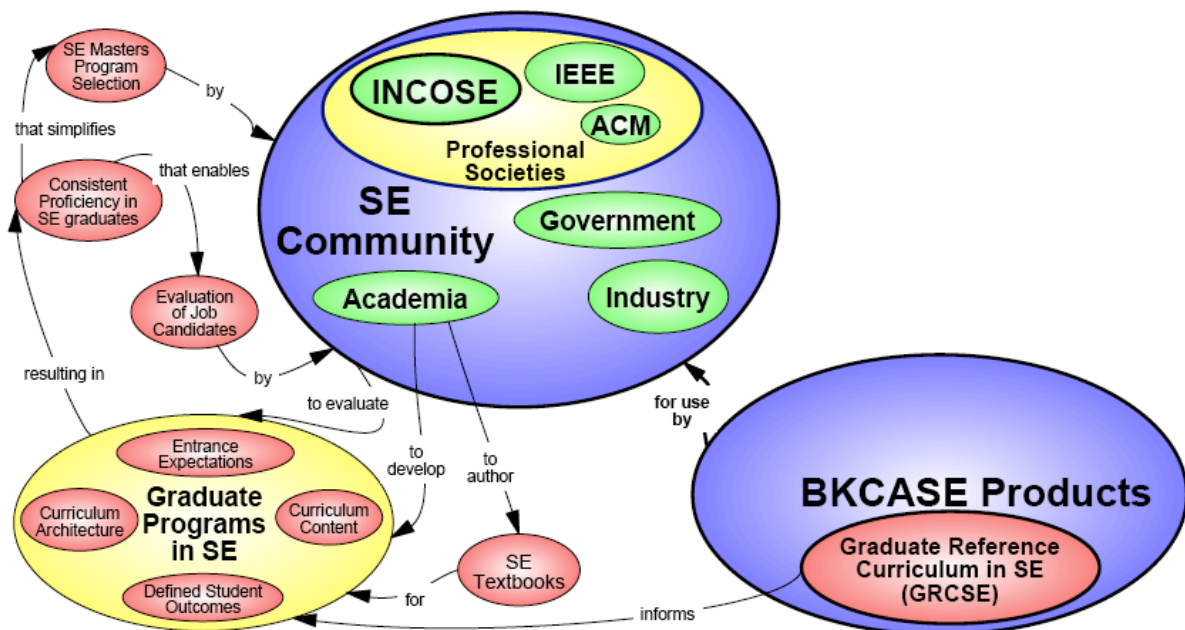 SE Masters
Program
Selection
by
that simplifies
Consistent
Proficiency in
SE graduates
that enables
Evaluation
of Job
Candidates
by
resulting in
INCOSE
IEEE
ACM
Professional
Societies
SE
Community
Government
Academia
Industry
to evaluate
to
develop
to
author
for use
by
Entrance
Expectations
Curriculum
Architecture
Graduate
Programs
in SE
Curriculum
Content
Defined Student
Outcomes
SE
Textbooks
for
informs
BKCASE Products
Graduate Reference
Curriculum in SE
(GRCSE)